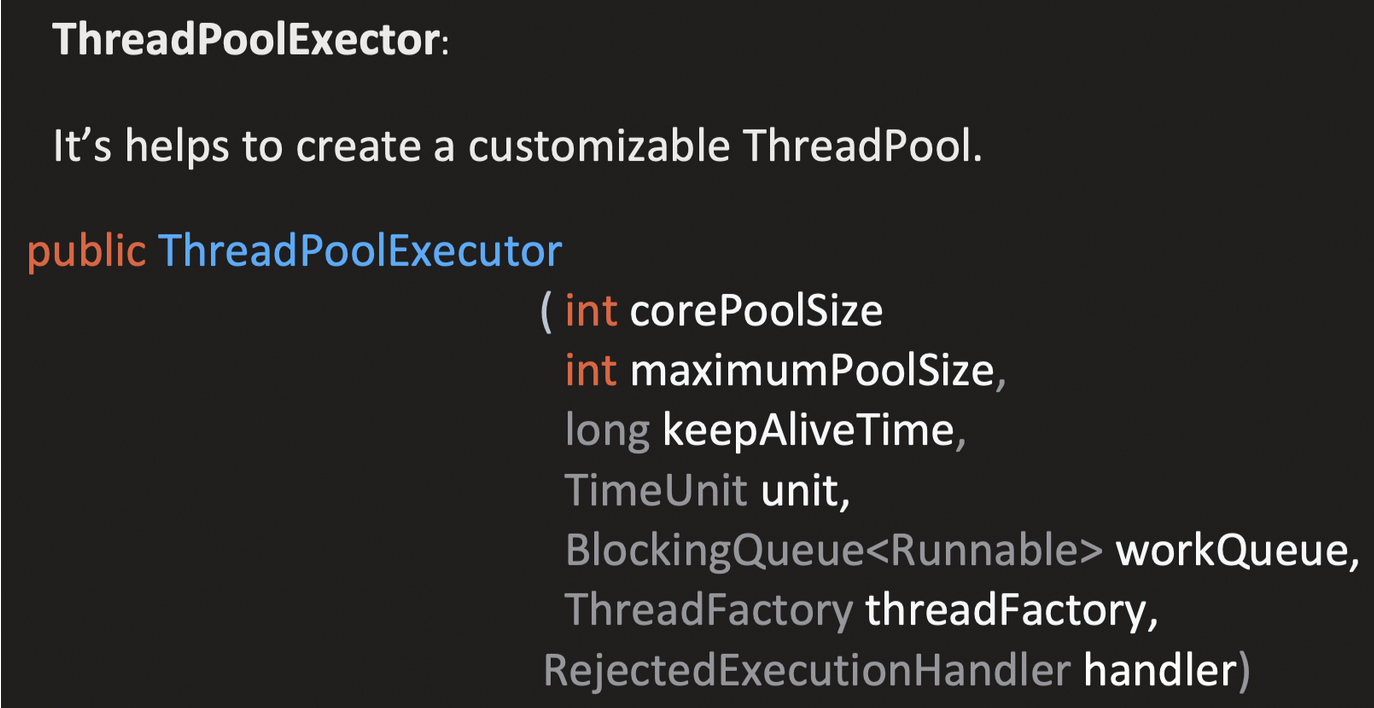 ThreadPoolExector:
It’s helps to create a customizable ThreadPool.
public ThreadPoolExecutor
( int corePoolSize
int maximumPoolSize,
long keepAliveTime,
TimeUnit unit,
BlockingQueue<Runnable> workQueue,
ThreadFactory threadFactory,
RejectedExecutionHandler handler)